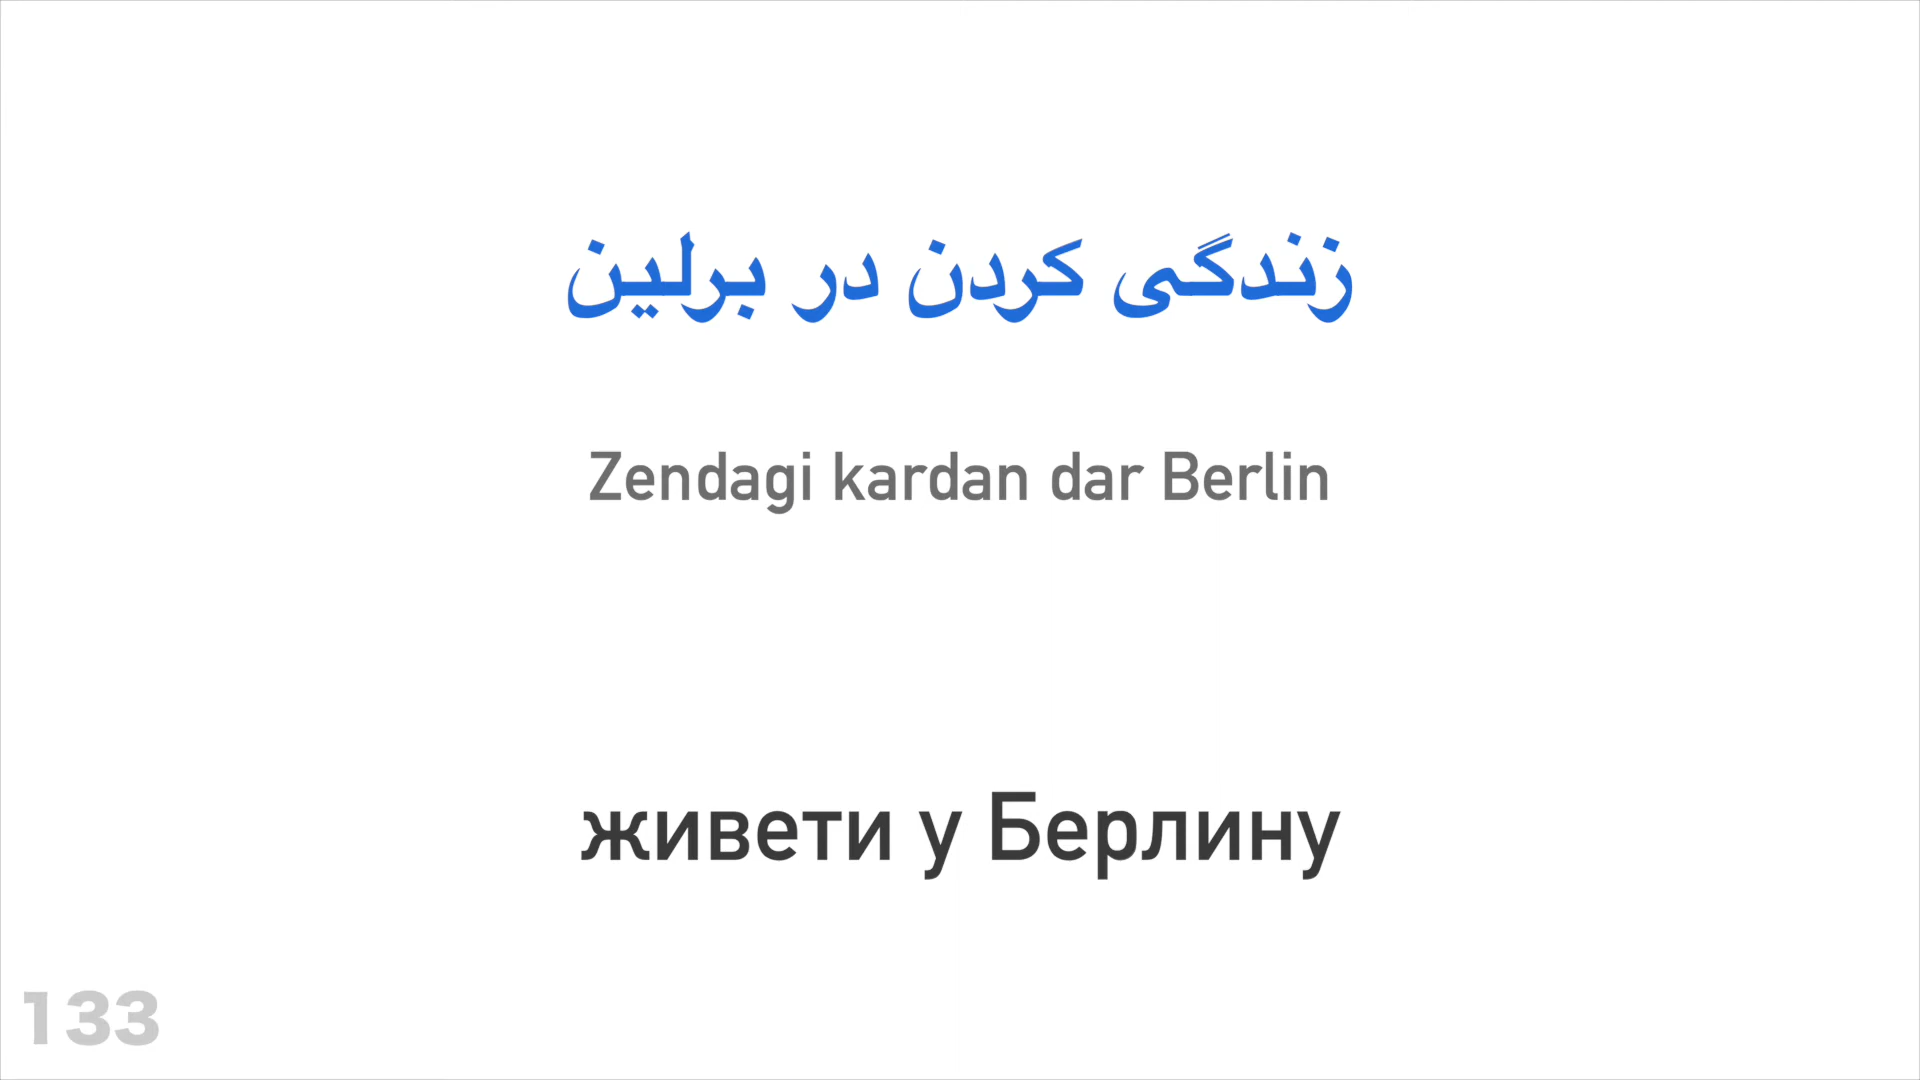 زندگی کردن در برلین
Zendagi kardan dar Berlin
живети у Берлину
133